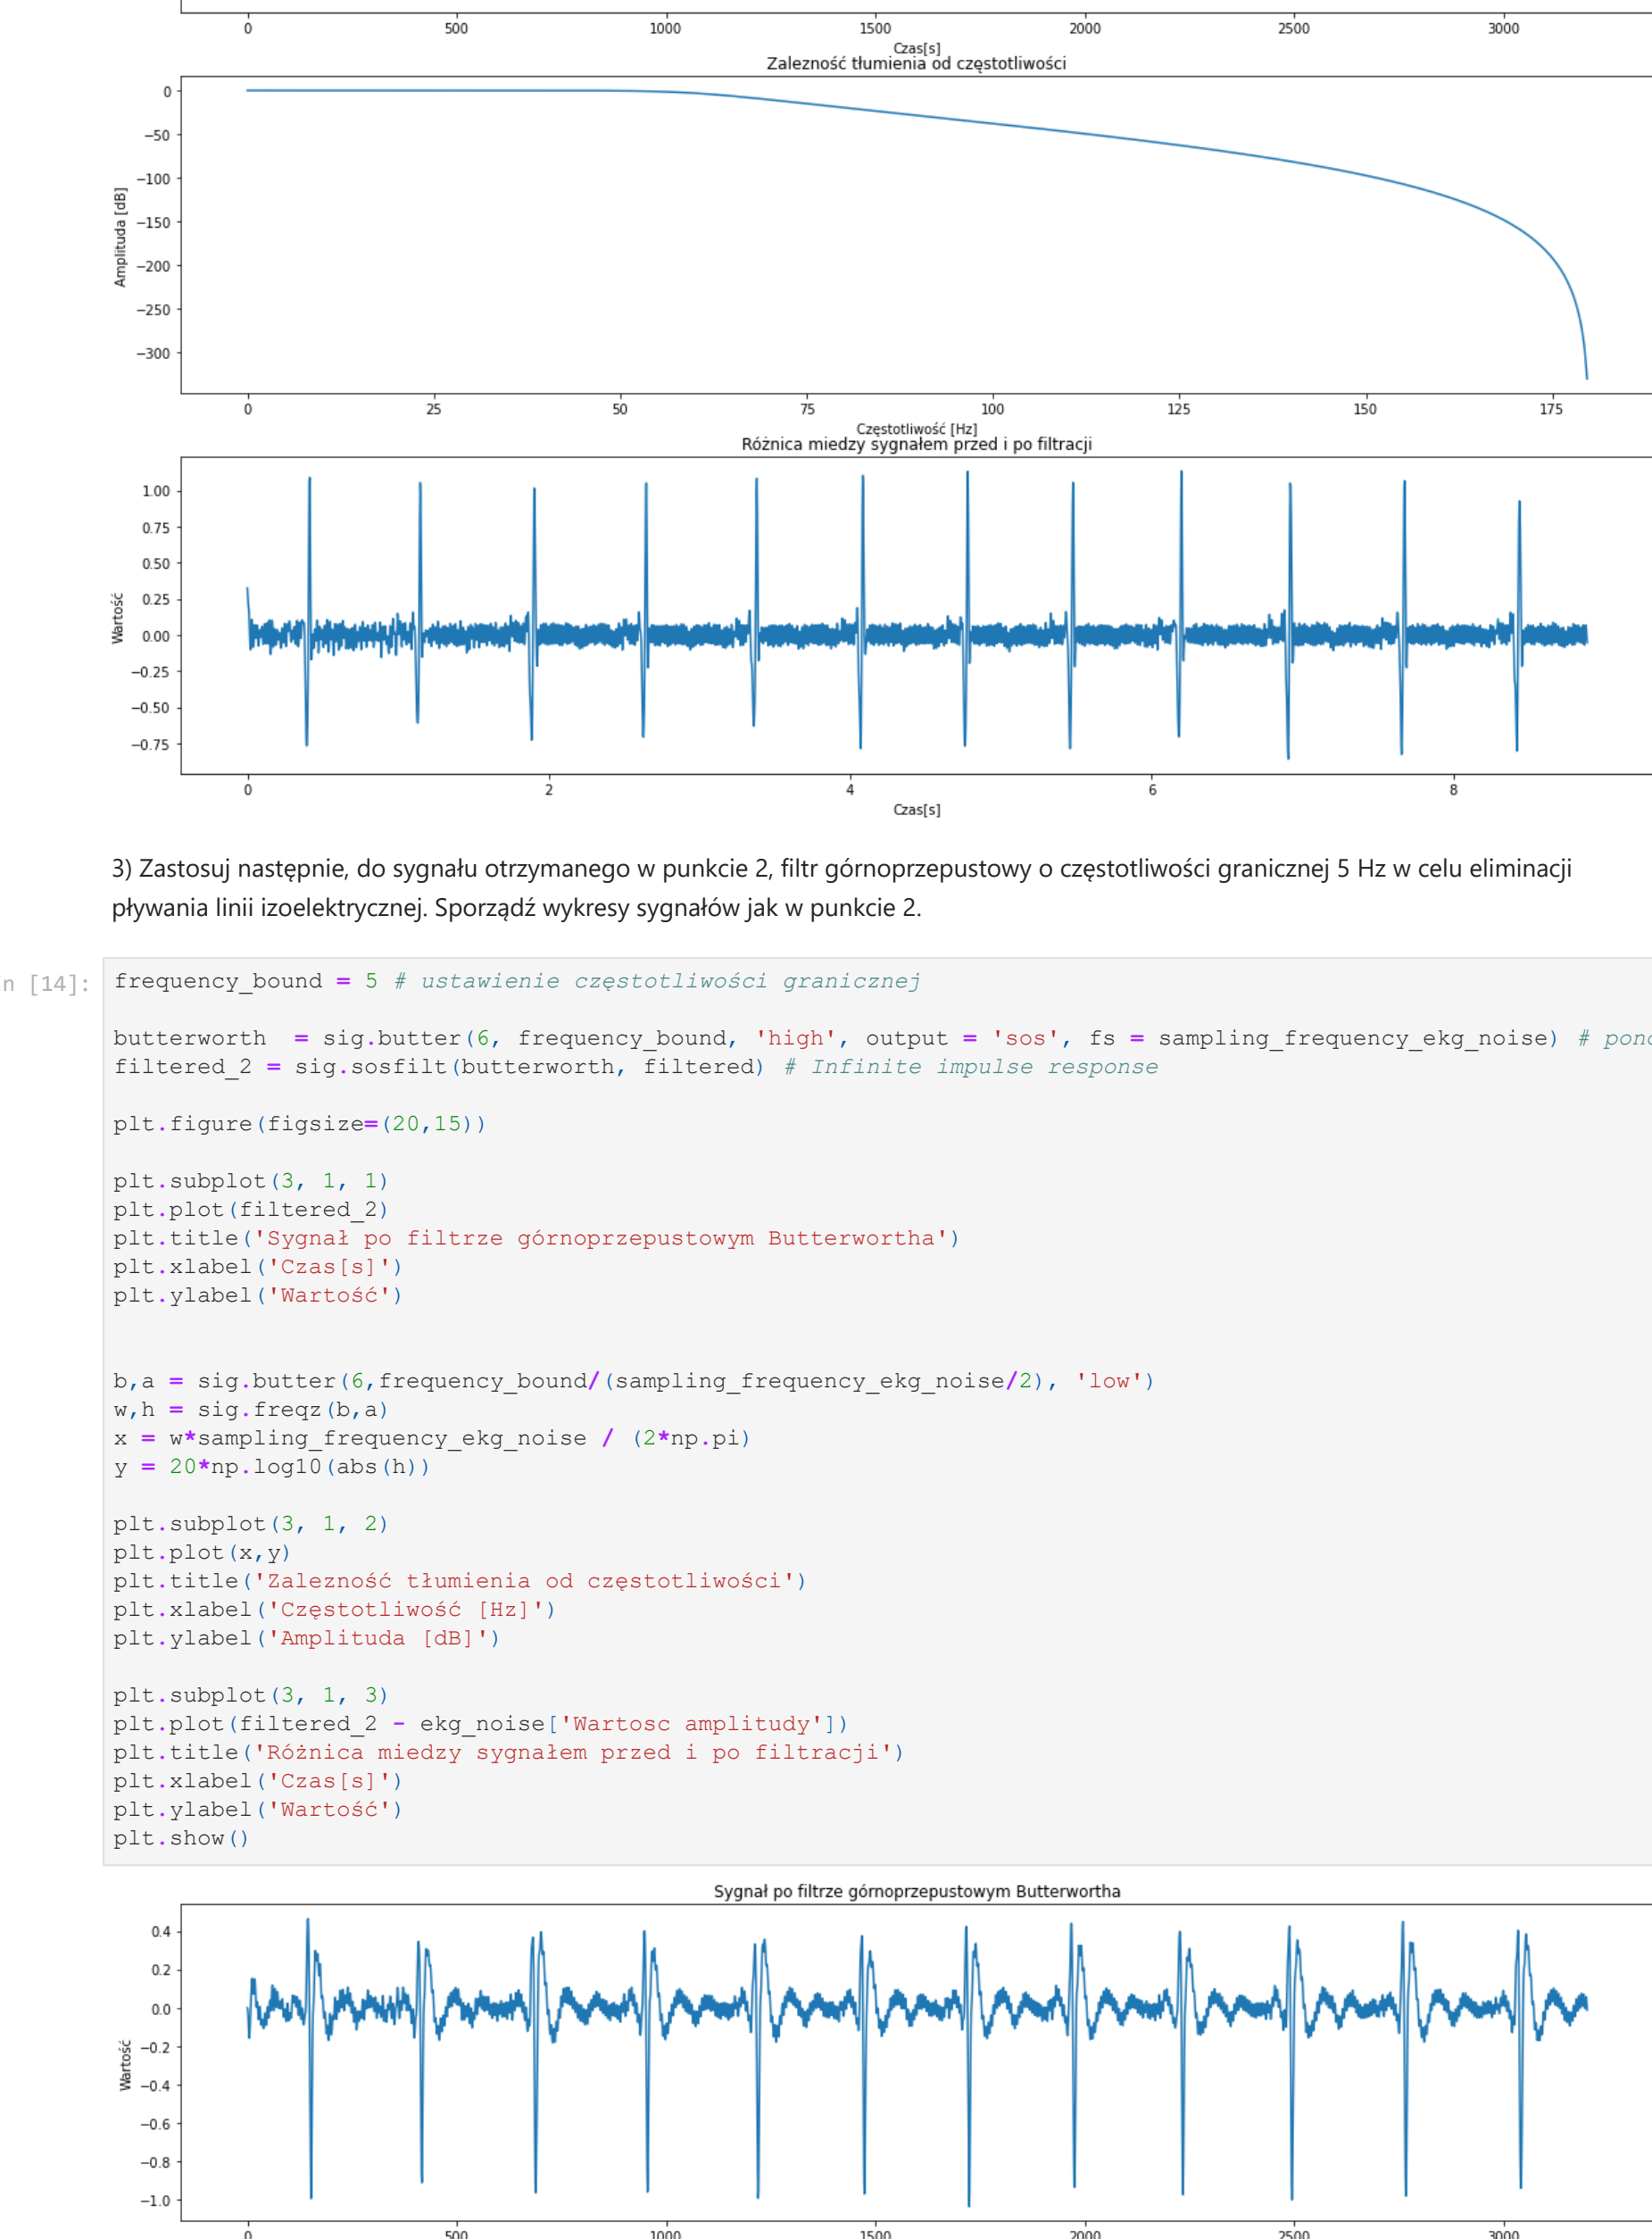 0 500 1000 1500 2000 2500 3000
Czas[s]
Zalezność tłumienia od częstotliwości
0
−50
−100
−150
−200
−250
−300
Amplituda [dB]
0 25 50 75 100 125 150 175
Częstotliwość [Hz]
Różnica miedzy sygnałem przed i po filtracji
1.00
0.75
0.50
0.25
0.00
−0.25
−0.50
−0.75
Wartość
0 2 4 6 8
Czas[s]
3) Zastosuj następnie, do sygnału otrzymanego w punkcie 2, filtr górnoprzepustowy o częstotliwości granicznej 5 Hz w celu eliminacji
pływania linii izoelektrycznej. Sporządź wykresy sygnałów jak w punkcie 2.
n [14]:
frequency_bound = 5 # ustawienie częstotliwości granicznej
butterworth  = sig.butter(6, frequency_bound, 'high', output = 'sos', fs = sampling_frequency_ekg_noise) #
filtered_2 = sig.sosfilt(butterworth, filtered) # Infinite impulse response
plt.figure(figsize=(20,15))
plt.subplot(3, 1, 1)
plt.plot(filtered_2)
plt.title('Sygnał po filtrze górnoprzepustowym Butterwortha')
plt.xlabel('Czas[s]')
plt.ylabel('Wartość')
b,a = sig.butter(6,frequency_bound/(sampling_frequency_ekg_noise/2), 'low')
w,h = sig.freqz(b,a)
x = w*sampling_frequency_ekg_noise / (2*np.pi)
y = 20*np.log10(abs(h))
plt.subplot(3, 1, 2)
plt.plot(x,y)
plt.title('Zalezność tłumienia od częstotliwości')
plt.xlabel('Częstotliwość [Hz]')
plt.ylabel('Amplituda [dB]')
plt.subplot(3, 1, 3)
plt.plot(filtered_2 - ekg_noise['Wartosc amplitudy'])
plt.title('Różnica miedzy sygnałem przed i po filtracji')
plt.xlabel('Czas[s]')
plt.ylabel('Wartość')
plt.show()
Sygnał po filtrze górnoprzepustowym Butterwortha
0.4
0.2
0.0
−0.2
−0.4
−0.6
−0.8
−1.0
Wartość
0 500 1000 1500 2000 2500 3000